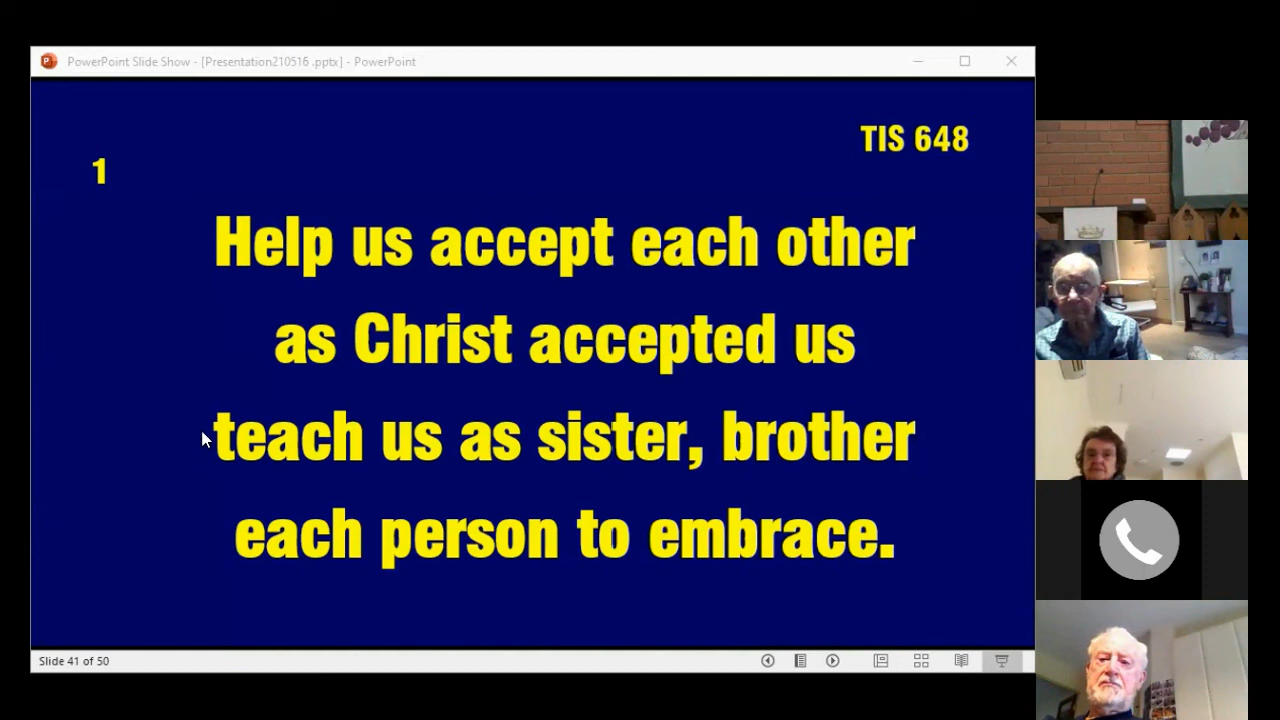 PowerPoint Slide Show - [Presentation210516 .pptx] - PowerPoint
TIS 648
1
Help us accept each other
as Christ accepted us
teach us as sister, brother
each person to embrace.
Slide 41 of 50